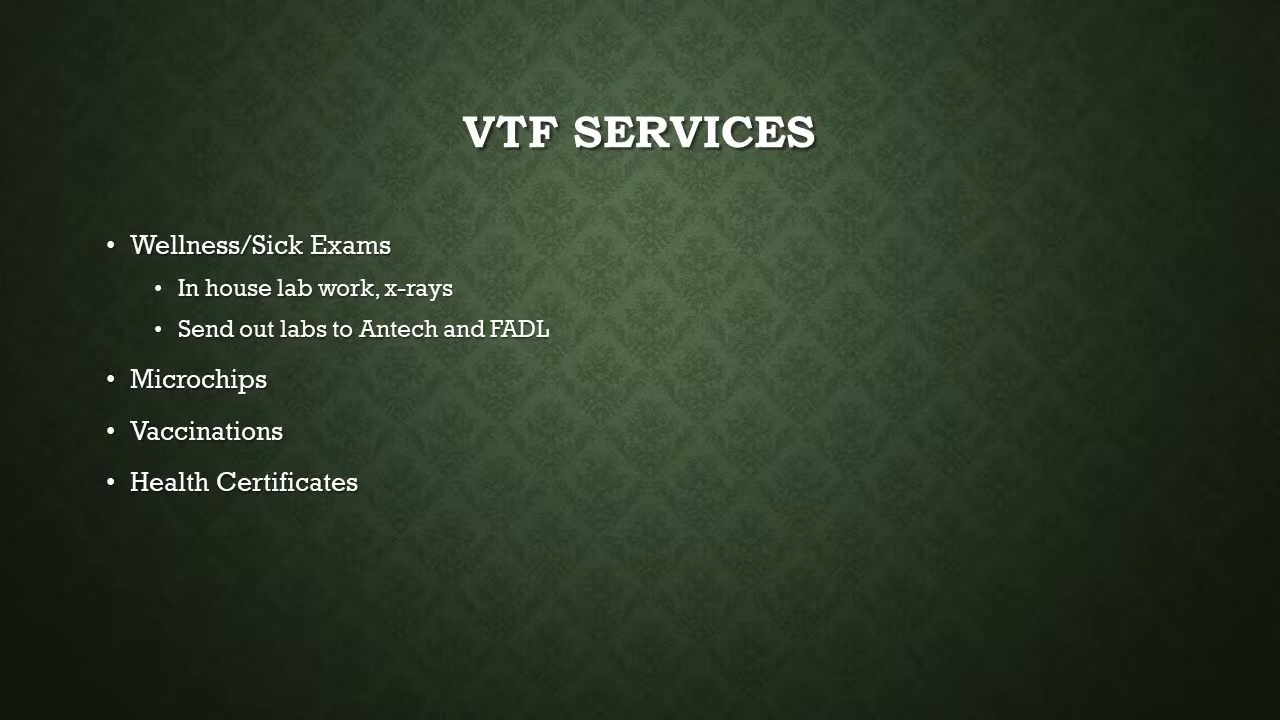 VTF SERVICES
• Wellness/Sick Exams
• In house lab work, x-rays
• Send out labs to Antech and FADL
• Microchips
• Vaccinations
• Health Certificates